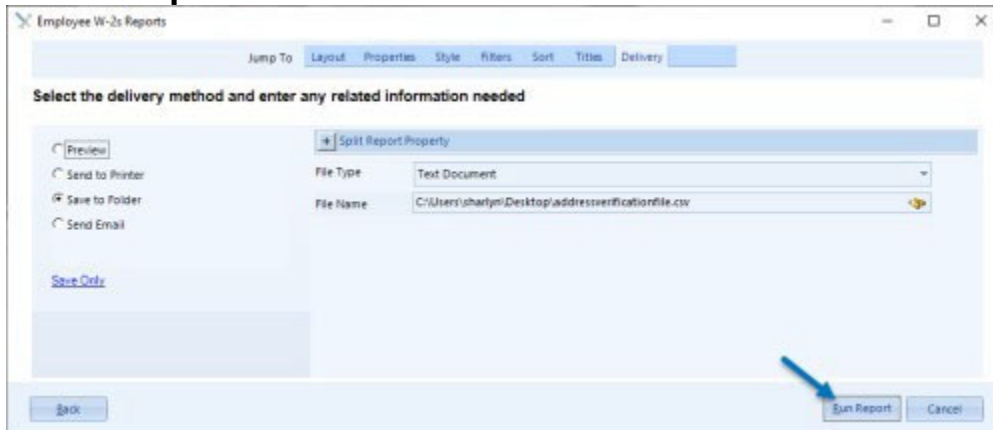 Employee W-2s Reports
Jump To Layout Properties Style Filters Sort Titles Delivery
Select the delivery method and enter any related information needed
Preview
Send to Printer
Save to Folder
Send Email
Save Only
Split Report Property
File Type Text Document
File Name C:\Users\sharlyn\Desktop\addressverificationfile.csv
Back
Run Report Cancel